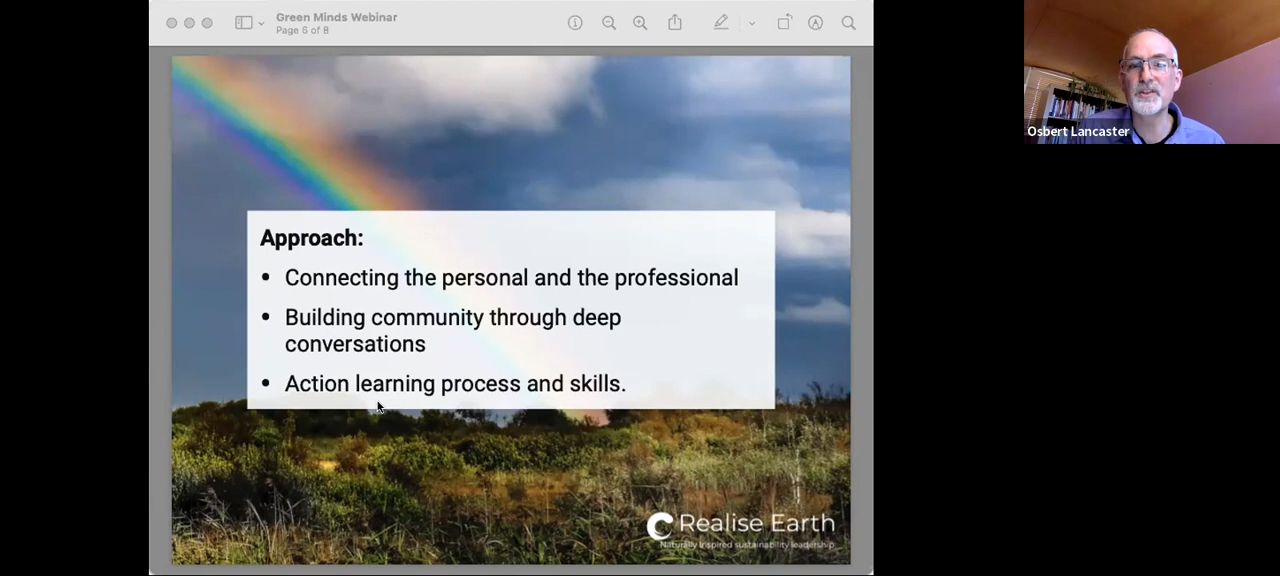 Green Minds Webinar
Page 6 of 8
Approach:
• Connecting the personal and the professional
• Building community through deep
conversations
• Action learning process and skills.
Realise Earth
Naturally inspired sustainability leadership
Osbert Lancaster